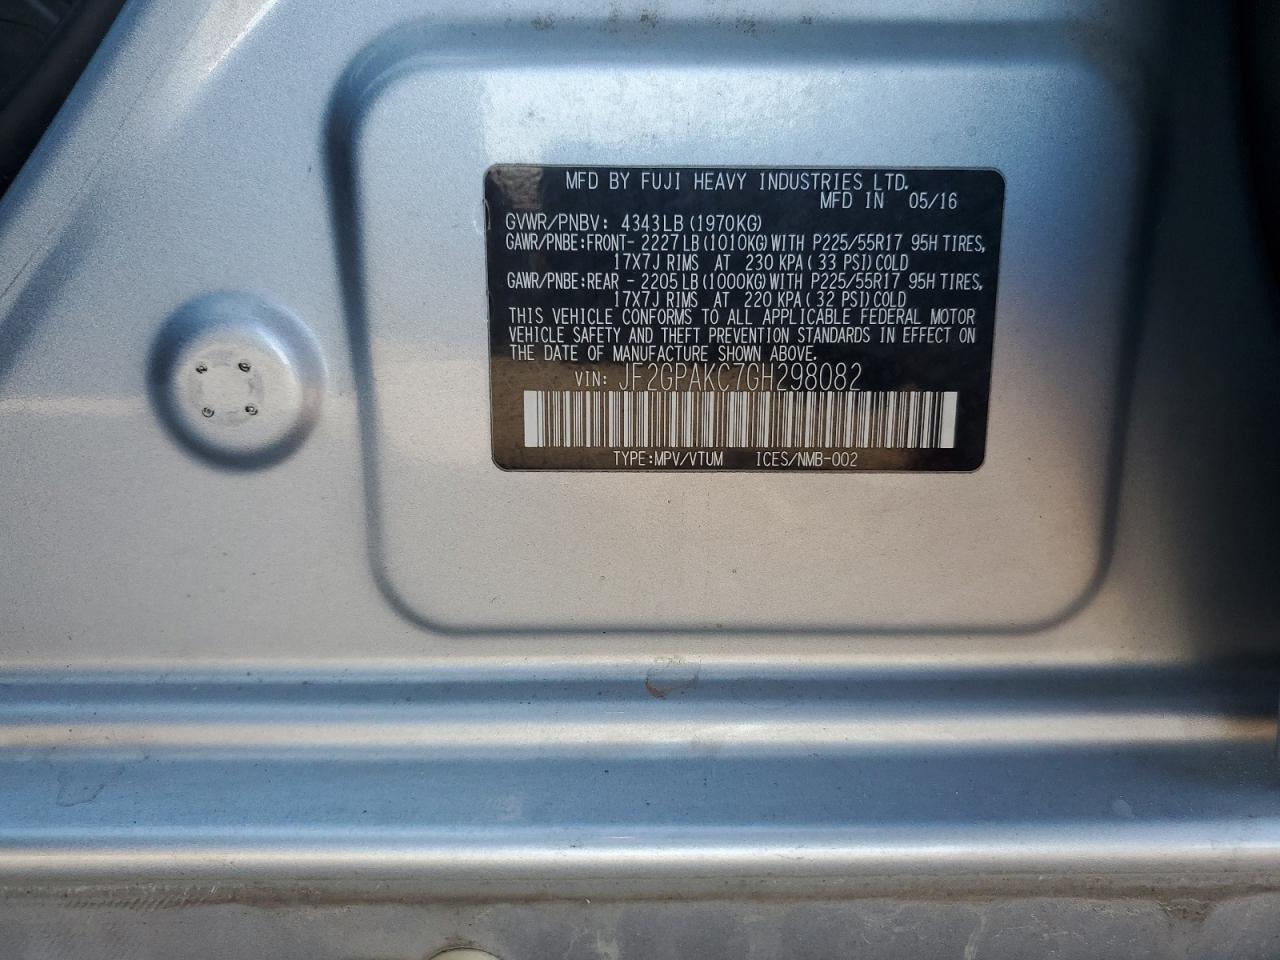 MFD BY FUJI HEAVY INDUSTRIES LTD.
MFD IN 05/16
GVWR/PNBV: 4343LB(1970KG)
GAWR/PNBE:FRONT- 2227LB(1010KG)WITH P225/55R17 95H TIRES,
17X7J RIMS AT 230 KPA(33 PSI)COLD
GAWR/PNBE:REAR - 2205LB(1000KG)WITH P225/55R17 95H TIRES,
17X7J RIMS AT 220 KPA(32 PSI)COLD
THIS VEHICLE CONFORMS TO ALL APPLICABLE FEDERAL MOTOR
VEHICLE SAFETY AND THEFT PREVENTION STANDARDS IN EFFECT ON
THE DATE OF MANUFACTURE SHOWN ABOVE.
VIN: JF2GPAKC7GH298082
TYPE:MPV/VTUM ICES/NMB-002